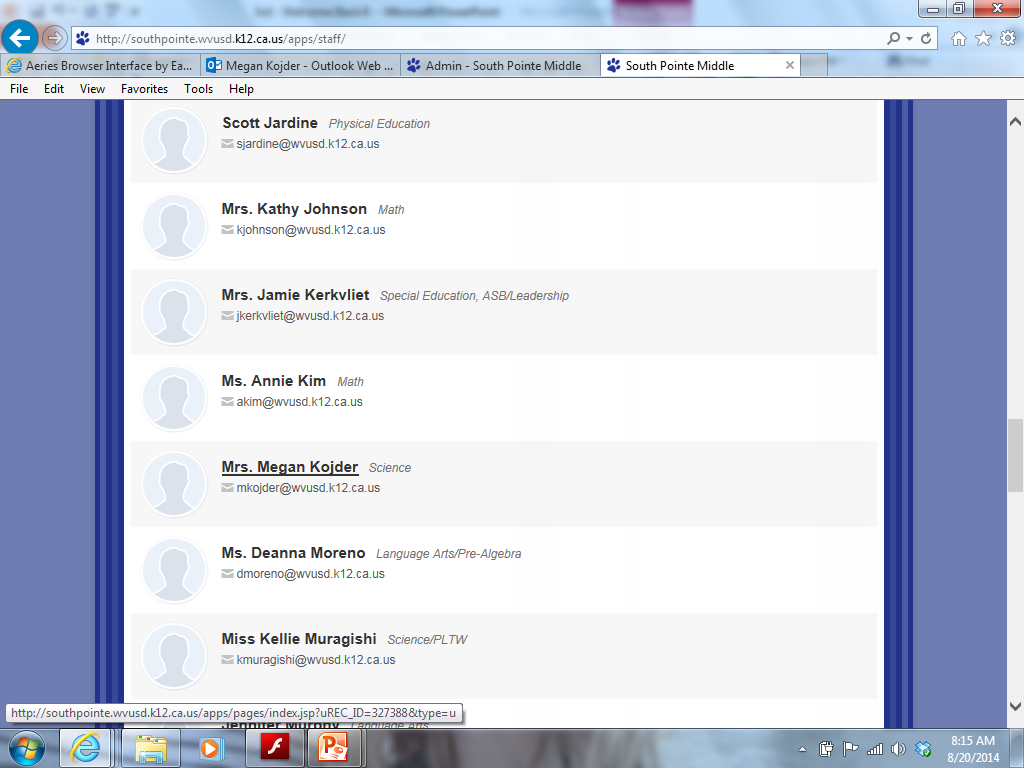 http://southpointe.wvusd.k12.ca.us/apps/staff/
Aeries Browser Interface by Ea... Megan Kojder - Outlook Web ... Admin - South Pointe Middle South Pointe Middle
File Edit View Favorites Tools Help
Scott Jardine Physical Education
sjardine@wvusd.k12.ca.us
Mrs. Kathy Johnson Math
kjohnson@wvusd.k12.ca.us
Mrs. Jamie Kerkvliet Special Education, ASB/Leadership
jkerkvliet@wvusd.k12.ca.us
Ms. Annie Kim Math
akim@wvusd.k12.ca.us
Mrs. Megan Kojder Science
mkojder@wvusd.k12.ca.us
Ms. Deanna Moreno Language Arts/Pre-Algebra
dmoreno@wvusd.k12.ca.us
Miss Kellie Muragishi Science/PLTW
kmuragishi@wvusd.k12.ca.us
http://southpointe.wvusd.k12.ca.us/apps/pages/index.jsp?uREC_ID=327388&type=u
Jennifer Murphy Language Arts
8:15 AM
8/20/2014